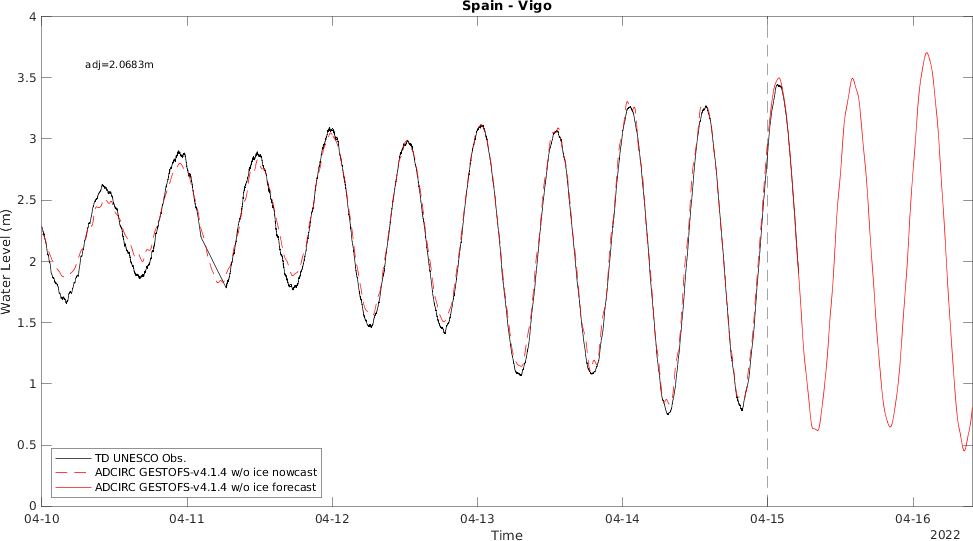 Spain - Vigo
adj=2.0683m
4
3.5
3
2.5
2
1.5
1
0.5
0
Water Level (m)
TD UNESCO Obs.
ADCIRC GESTOFS-v4.1.4 w/o ice nowcast
ADCIRC GESTOFS-v4.1.4 w/o ice forecast
04-10 04-11 04-12 04-13 04-14 04-15 04-16
Time
2022